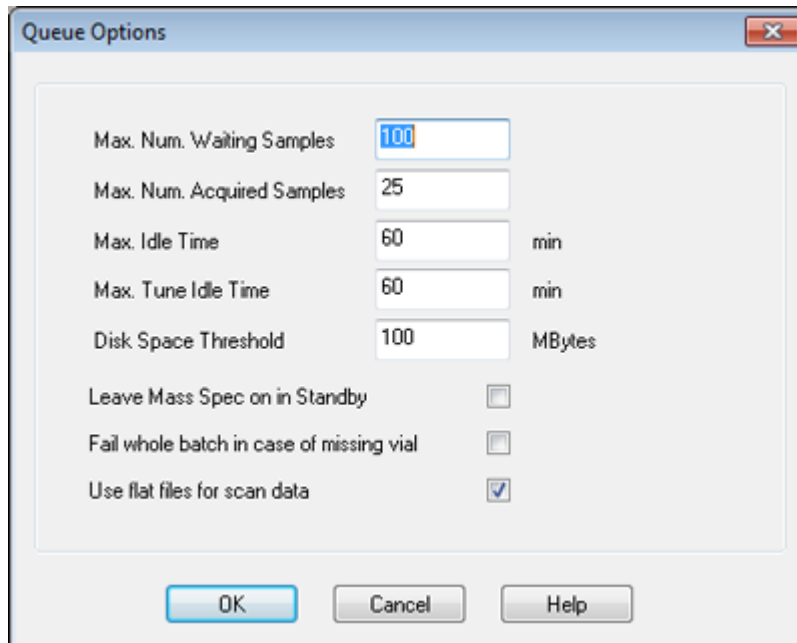 Queue Options
Max. Num. Waiting Samples 100
Max. Num. Acquired Samples 25
Max. Idle Time 60 min
Max. Tune Idle Time 60 min
Disk Space Threshold 100 MBytes
Leave Mass Spec on in Standby
Fail whole batch in case of missing vial
Use flat files for scan data
OK Cancel Help